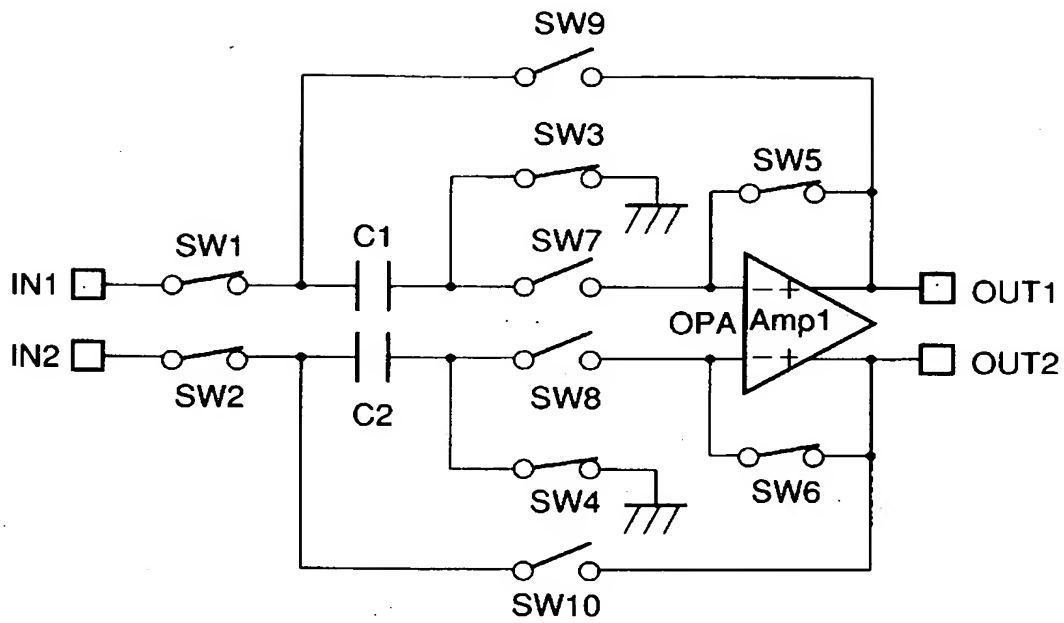 SW9
SW3
SW5
SW1
C1
SW7
IN1
OUT1
OPA
− +
Amp1
IN2
− +
OUT2
SW2
C2
SW8
SW4
SW6
SW10